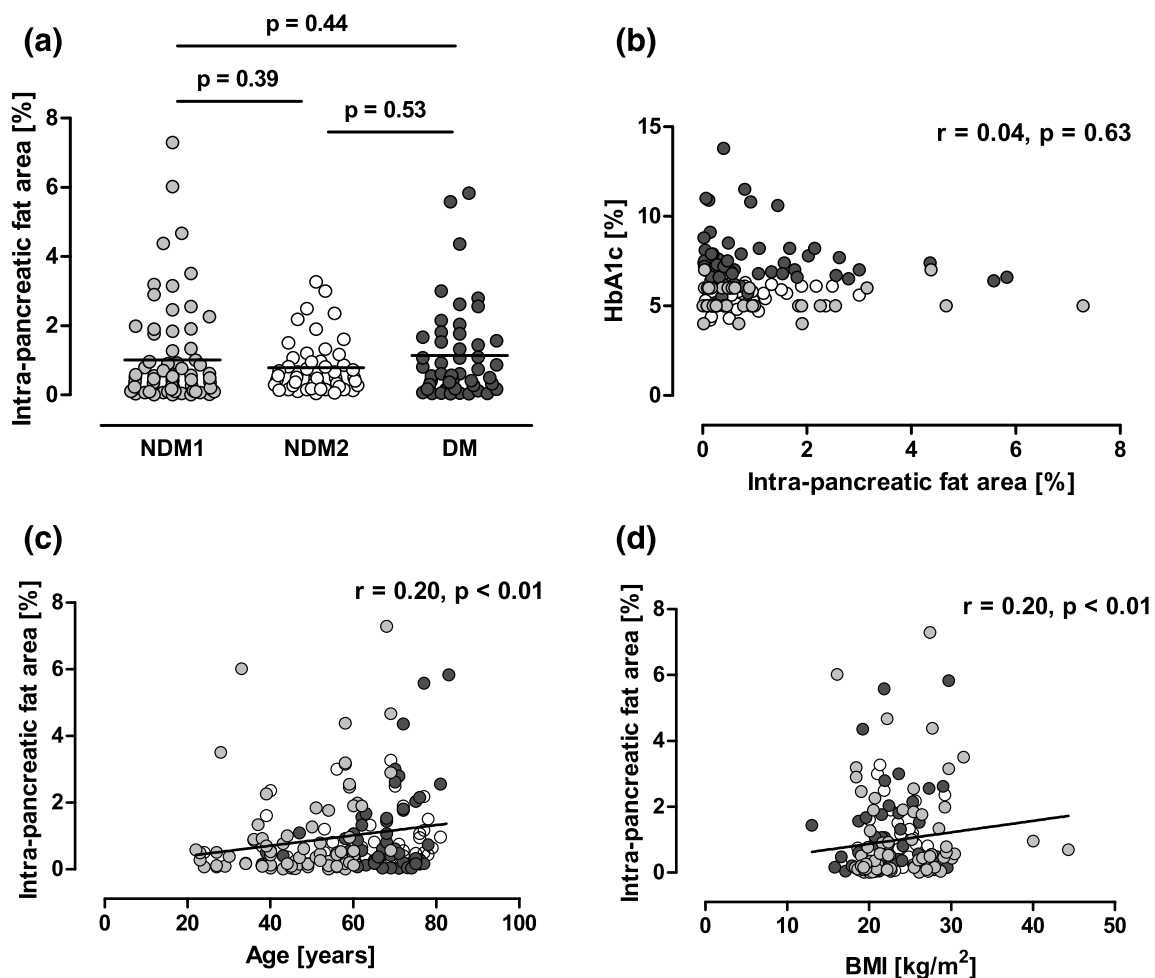 (a)
p = 0.44
p = 0.39
p = 0.53
Intra-pancreatic fat area [%]
8
6
4
2
0
NDM1 NDM2 DM
(b)
r = 0.04, p = 0.63
HbA1c [%]
15
10
5
0
0 2 4 6 8
Intra-pancreatic fat area [%]
(c)
r = 0.20, p < 0.01
Intra-pancreatic fat area [%]
8
6
4
2
0
0 20 40 60 80 100
Age [years]
(d)
r = 0.20, p < 0.01
Intra-pancreatic fat area [%]
8
6
4
2
0
0 10 20 30 40 50
BMI [kg/m²]